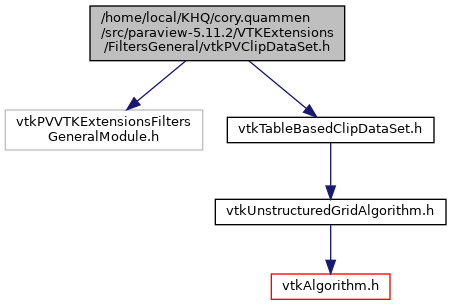 /home/local/KHQ/cory.quammen
/src/paraview-5.11.2/VTKExtensions
/FiltersGeneral/vtkPVClipDataSet.h
vtkPVVTKExtensionsFilters
GeneralModule.h
vtkTableBasedClipDataSet.h
vtkUnstructuredGridAlgorithm.h
vtkAlgorithm.h